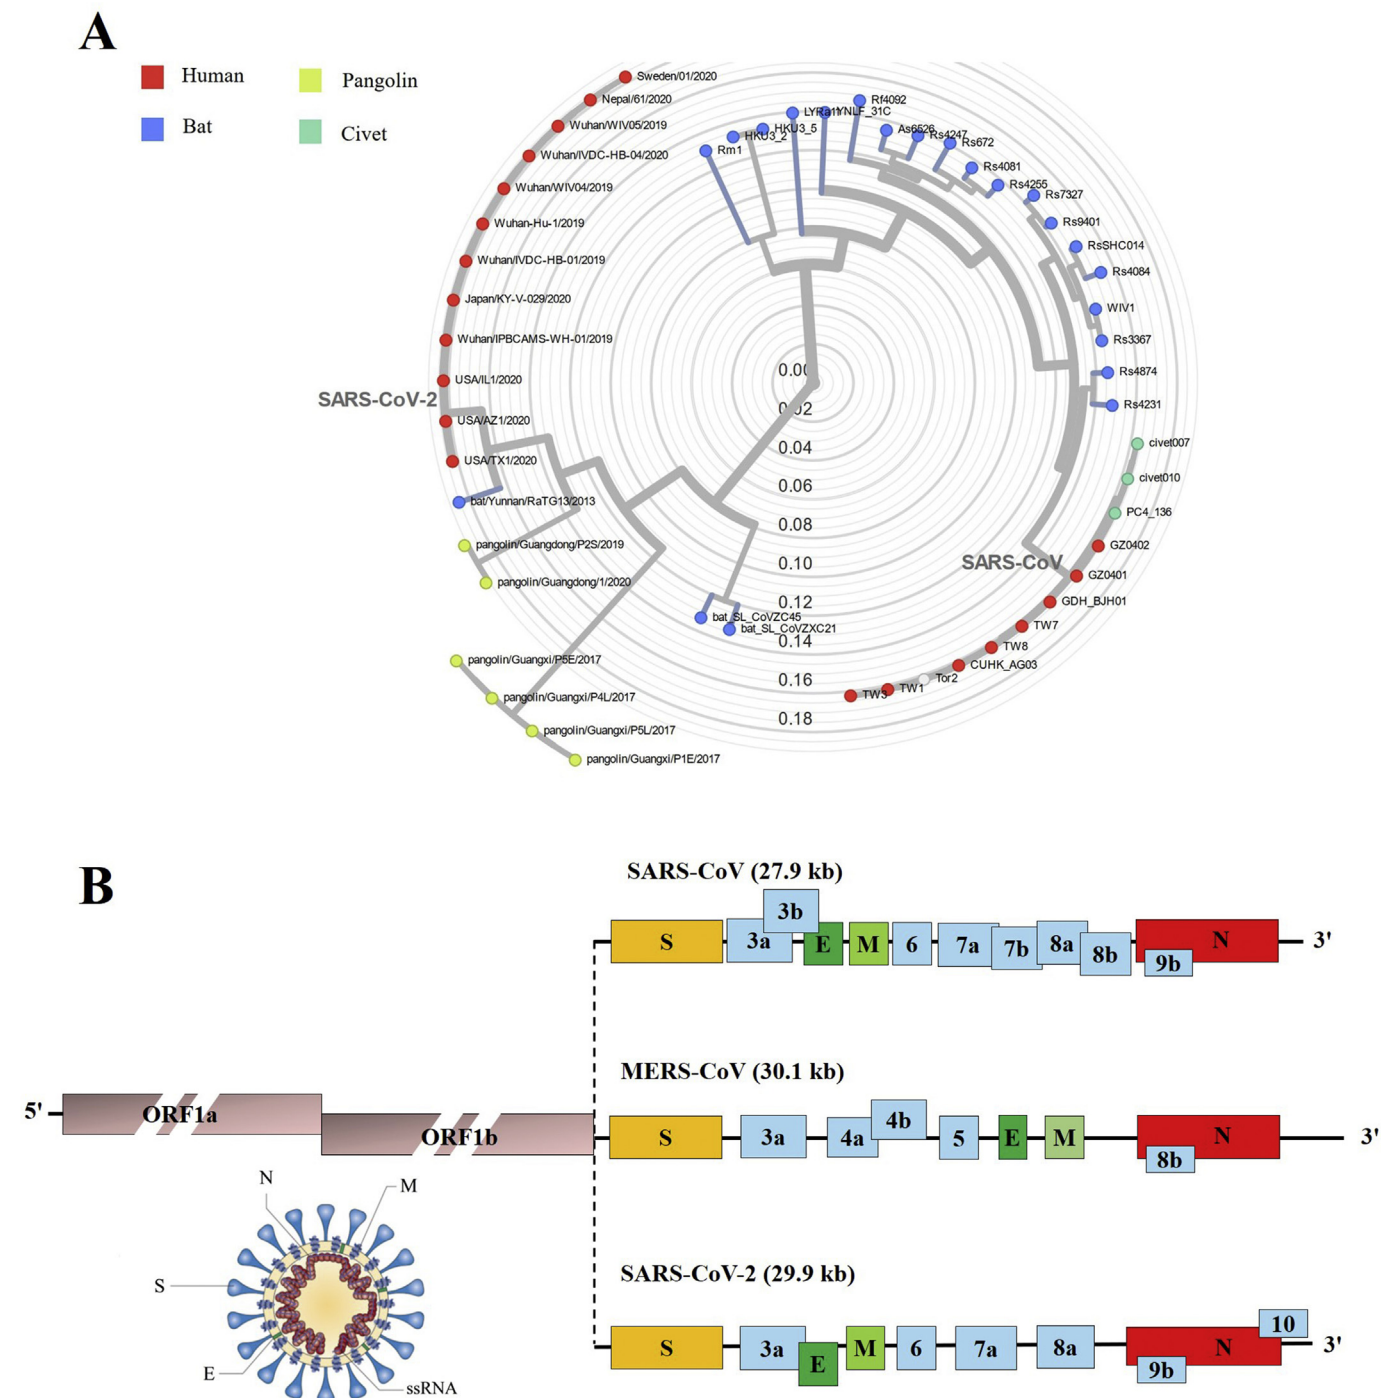 A
Human
Pangolin
Bat
Civet
Sweden/01/2020
Nepal/61/2020
Wuhan/WIV05/2019
Wuhan/IVDC-HB-04/2020
Wuhan/WIV04/2019
Wuhan-Hu-1/2019
Wuhan/IVDC-HB-01/2019
Japan/KY-V-029/2020
Wuhan/IPBCAMS-WH-01/2019
USA/IL1/2020
SARS-CoV-2
USA/AZ1/2020
USA/TX1/2020
bat/Yunnan/RaTG13/2013
pangolin/Guangdong/P2S/2019
pangolin/Guangdong/1/2020
pangolin/Guangxi/P5E/2017
pangolin/Guangxi/P4L/2017
pangolin/Guangxi/P5L/2017
pangolin/Guangxi/P1E/2017
bat_SL_CoVZC45
bat_SL_CoVZXC21
Rm1
HKU3_2
HKU3_5
YNLF_31C
Rf4092
As6526
Rs4247
Rs672
Rs4081
Rs4255
Rs7327
Rs9401
RsSHC014
Rs4084
WIV1
Rs3367
Rs4874
Rs4231
civet007
civet010
PC4_136
GZ0402
SARS-CoV
GZ0401
GDH_BJH01
TW7
TW8
CUHK_AG03
Tor2
TW1
TW3
0.00
0.02
0.04
0.06
0.08
0.10
0.12
0.14
0.16
0.18
B
SARS-CoV (27.9 kb)
S 3a 3b E M 6 7a 7b 8a 8b 9b N 3'
MERS-CoV (30.1 kb)
5' ORF1a ORF1b
S 3a 4a 4b 5 E M 8b N 3'
SARS-CoV-2 (29.9 kb)
S 3a E M 6 7a 8a 9b N 10 3'
N
M
S
E
ssRNA